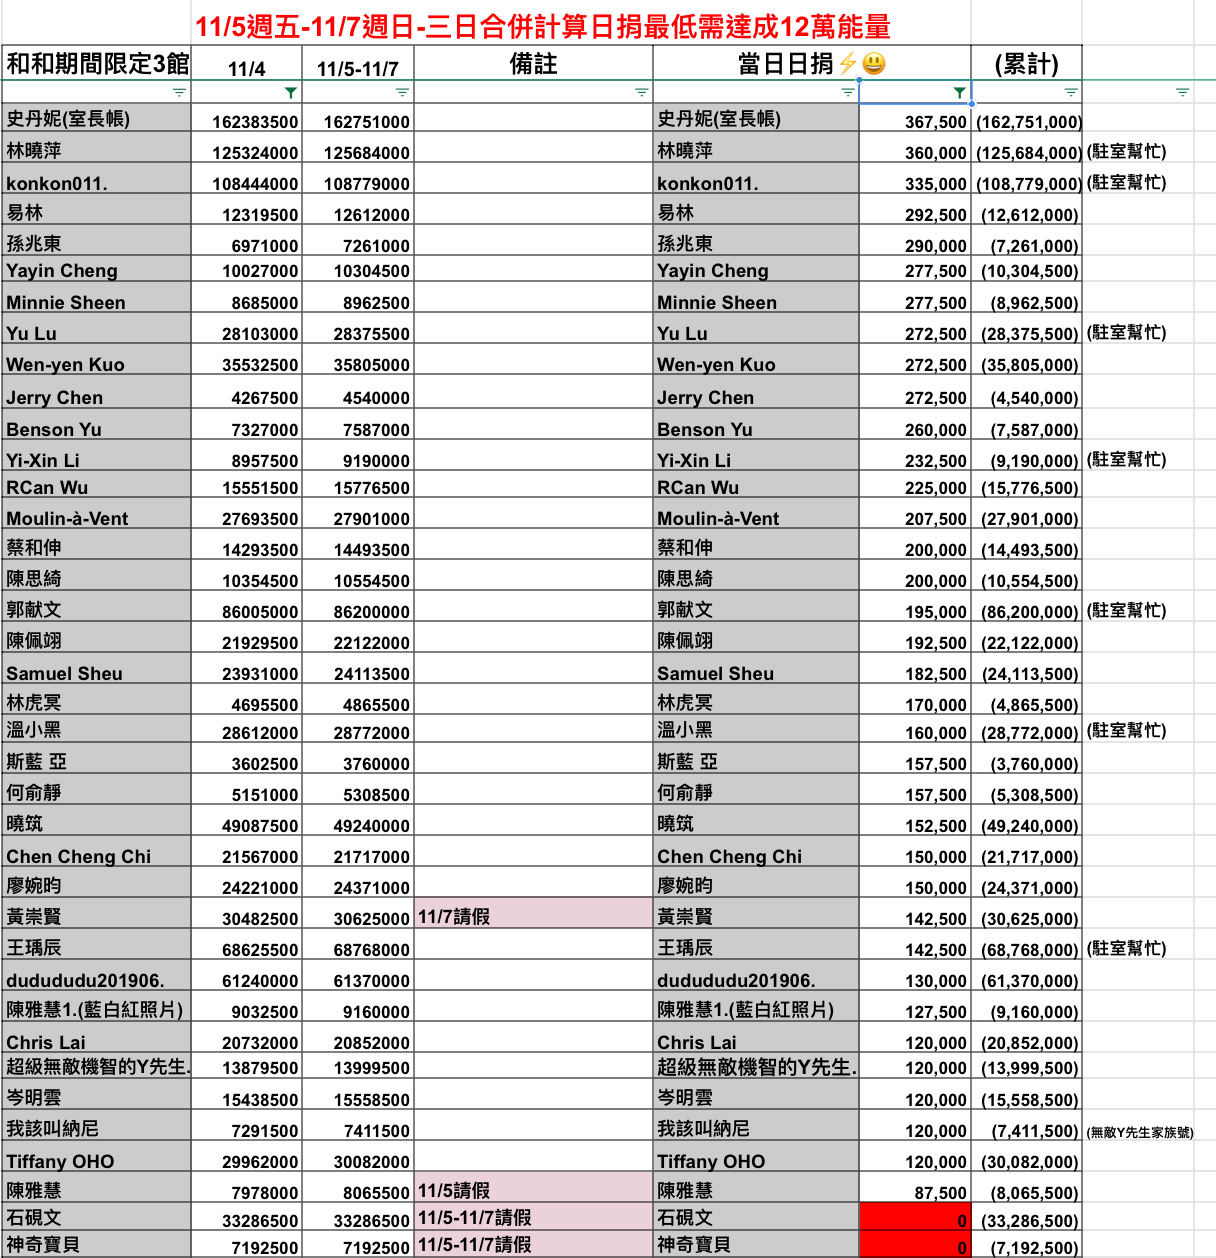 11/5週五-11/7週日-三日合併計算日捐最低需達成12萬能量
和和期間限定3館 11/4 11/5-11/7 備註 當日日捐⚡😃 (累計)
史丹妮(室長帳) 162383500 162751000 史丹妮(室長帳) 367,500 (162,751,000)
林曉萍 125324000 125684000 林曉萍 360,000 (125,684,000) (駐室幫忙)
konkon011. 108444000 108779000 konkon011. 335,000 (108,779,000) (駐室幫忙)
易林 12319500 12612000 易林 292,500 (12,612,000)
孫兆東 6971000 7261000 孫兆東 290,000 (7,261,000)
Yayin Cheng 10027000 10304500 Yayin Cheng 277,500 (10,304,500)
Minnie Sheen 8685000 8962500 Minnie Sheen 277,500 (8,962,500)
Yu Lu 28103000 28375500 Yu Lu 272,500 (28,375,500) (駐室幫忙)
Wen-yen Kuo 35532500 35805000 Wen-yen Kuo 272,500 (35,805,000)
Jerry Chen 4267500 4540000 Jerry Chen 272,500 (4,540,000)
Benson Yu 7327000 7587000 Benson Yu 260,000 (7,587,000)
Yi-Xin Li 8957500 9190000 Yi-Xin Li 232,500 (9,190,000) (駐室幫忙)
RCan Wu 15551500 15776500 RCan Wu 225,000 (15,776,500)
Moulin-à-Vent 27693500 27901000 Moulin-à-Vent 207,500 (27,901,000)
蔡和伸 14293500 14493500 蔡和伸 200,000 (14,493,500)
陳思綺 10354500 10554500 陳思綺 200,000 (10,554,500)
郭献文 86005000 86200000 郭献文 195,000 (86,200,000) (駐室幫忙)
陳佩翊 21929500 22122000 陳佩翊 192,500 (22,122,000)
Samuel Sheu 23931000 24113500 Samuel Sheu 182,500 (24,113,500)
林虎冥 4695500 4865500 林虎冥 170,000 (4,865,500)
溫小黑 28612000 28772000 溫小黑 160,000 (28,772,000) (駐室幫忙)
斯藍 亞 3602500 3760000 斯藍 亞 157,500 (3,760,000)
何俞靜 5151000 5308500 何俞靜 157,500 (5,308,500)
曉筑 49087500 49240000 曉筑 152,500 (49,240,000)
Chen Cheng Chi 21567000 21717000 Chen Cheng Chi 150,000 (21,717,000)
廖婉昀 24221000 24371000 廖婉昀 150,000 (24,371,000)
黃崇賢 30482500 30625000 11/7請假 黃崇賢 142,500 (30,625,000)
王瑀辰 68625500 68768000 王瑀辰 142,500 (68,768,000) (駐室幫忙)
dudududu201906. 61240000 61370000 dudududu201906. 130,000 (61,370,000)
陳雅慧1.(藍白紅照片) 9032500 9160000 陳雅慧1.(藍白紅照片) 127,500 (9,160,000)
Chris Lai 20732000 20852000 Chris Lai 120,000 (20,852,000)
超級無敵機智的Y先生. 13879500 13999500 超級無敵機智的Y先生. 120,000 (13,999,500)
岑明雲 15438500 15558500 岑明雲 120,000 (15,558,500)
我該叫納尼 7291500 7411500 我該叫納尼 120,000 (7,411,500) (無敵Y先生家族號)
Tiffany OHO 29962000 30082000 Tiffany OHO 120,000 (30,082,000)
陳雅慧 7978000 8065500 11/5請假 陳雅慧 87,500 (8,065,500)
石硯文 33286500 33286500 11/5-11/7請假 石硯文 0 (33,286,500)
神奇寶貝 7192500 7192500 11/5-11/7請假 神奇寶貝 0 (7,192,500)